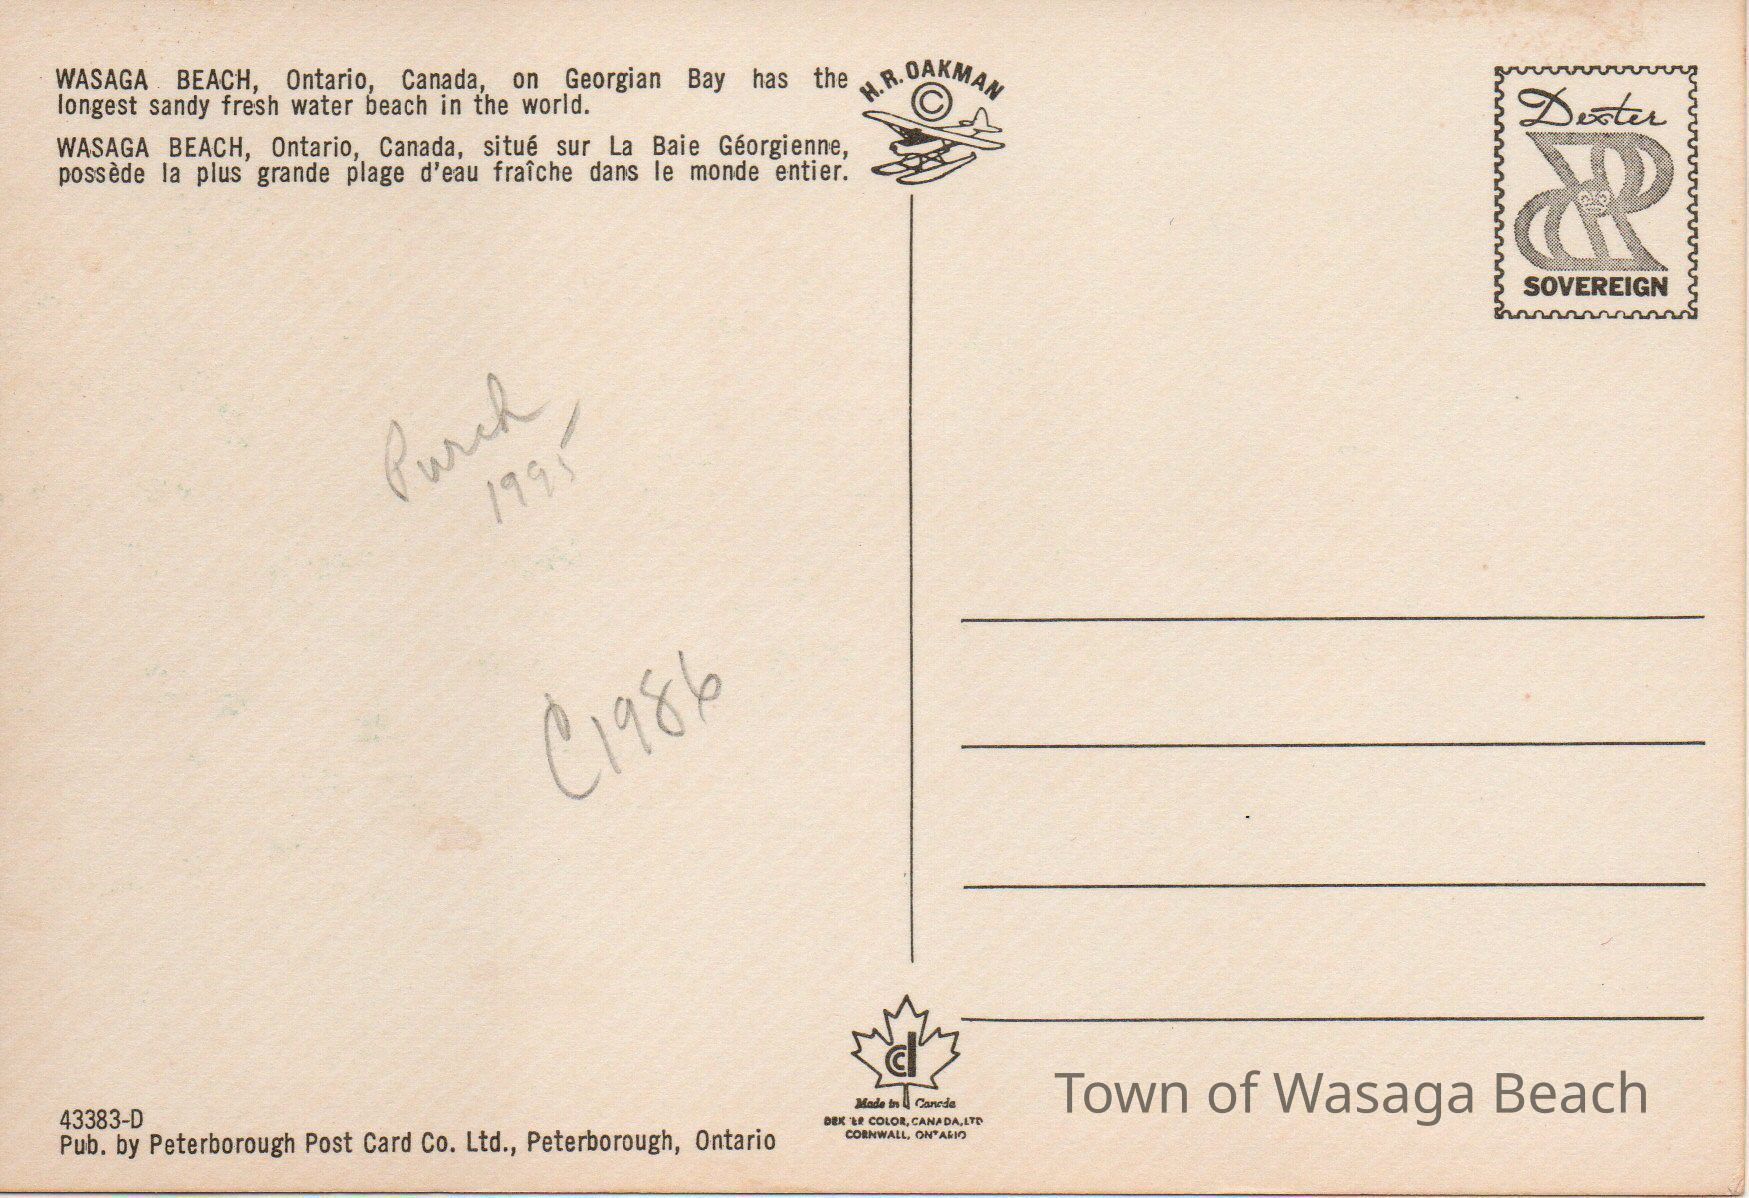 WASAGA BEACH, Ontario, Canada, on Georgian Bay has the
longest sandy fresh water beach in the world.
WASAGA BEACH, Ontario, Canada, situé sur La Baie Géorgienne,
possède la plus grande plage d'eau fraîche dans le monde entier.
H.R. OAKMAN
©
Dexter
SOVEREIGN
Purch
1995
C1986
43383-D
Pub. by Peterborough Post Card Co. Ltd., Peterborough, Ontario
Made in Canada
COLOR, CANADA, LTD
CORNWALL, ONTARIO
Town of Wasaga Beach